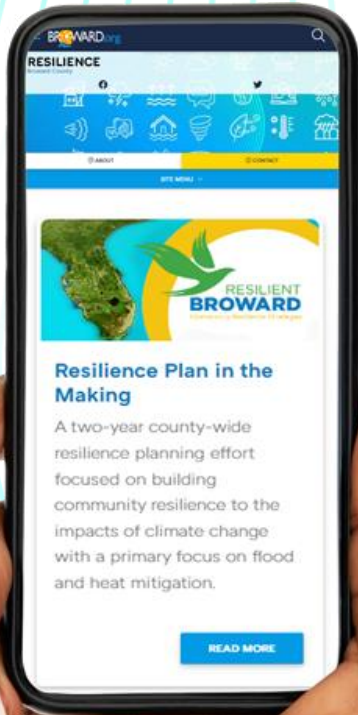 BROWARD.org
RESILIENCE
Broward County
ABOUT
CONTACT
SITE MENU
RESILIENT
BROWARD
Resilience Plan in the
Making
A two-year county-wide
resilience planning effort
focused on building
community resilience to the
impacts of climate change
with a primary focus on flood
and heat mitigation.
READ MORE